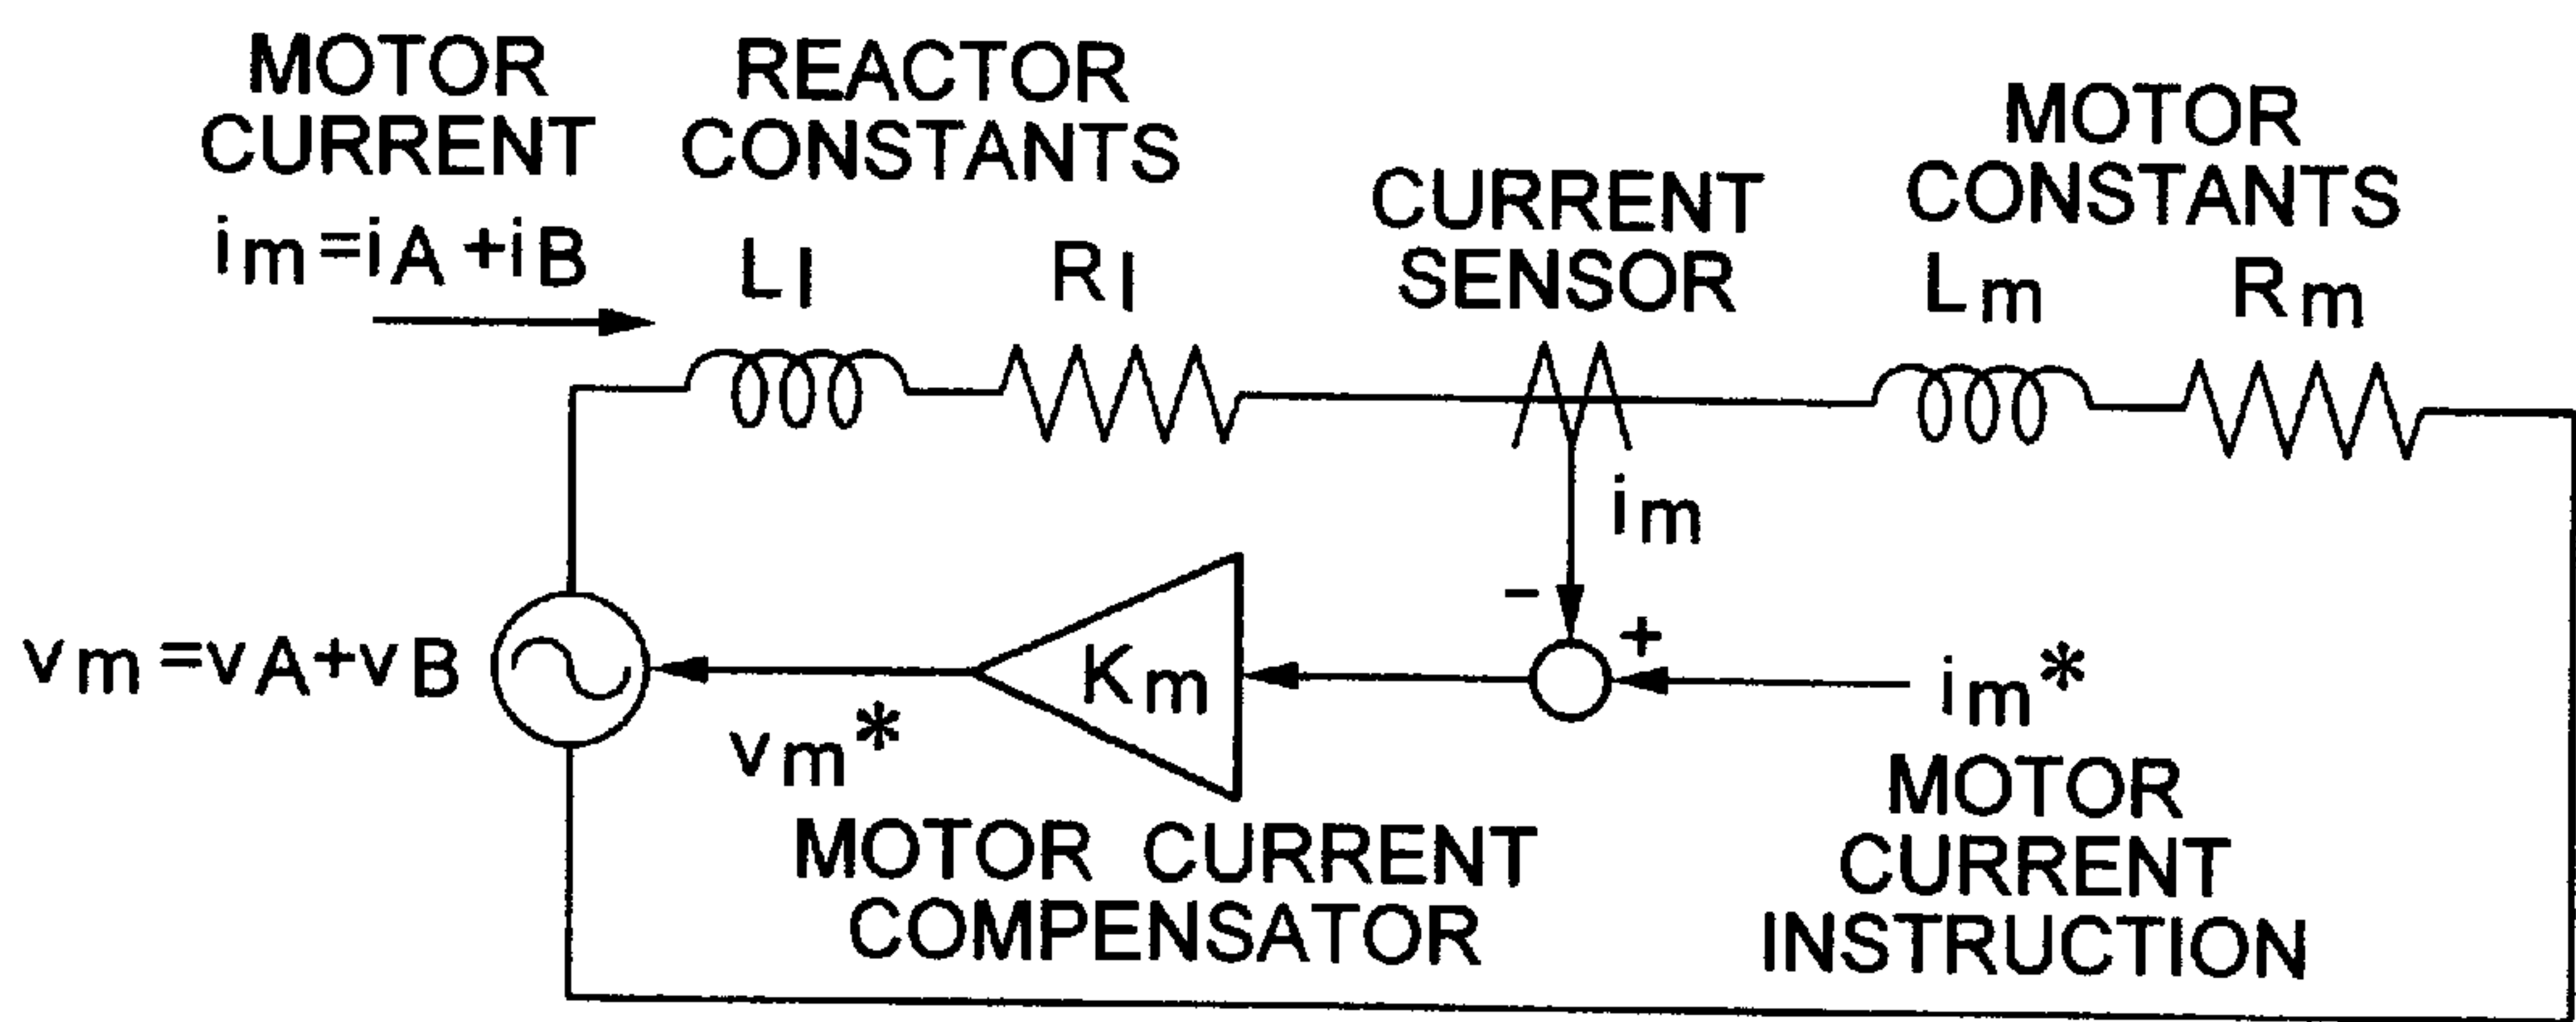 MOTOR
CURRENT
im=iA+iB
REACTOR
CONSTANTS
Ll
Rl
CURRENT
SENSOR
MOTOR
CONSTANTS
Lm
Rm
im
-
+
im*
MOTOR
CURRENT
INSTRUCTION
Km
vm*
MOTOR CURRENT
COMPENSATOR
vm=vA+vB